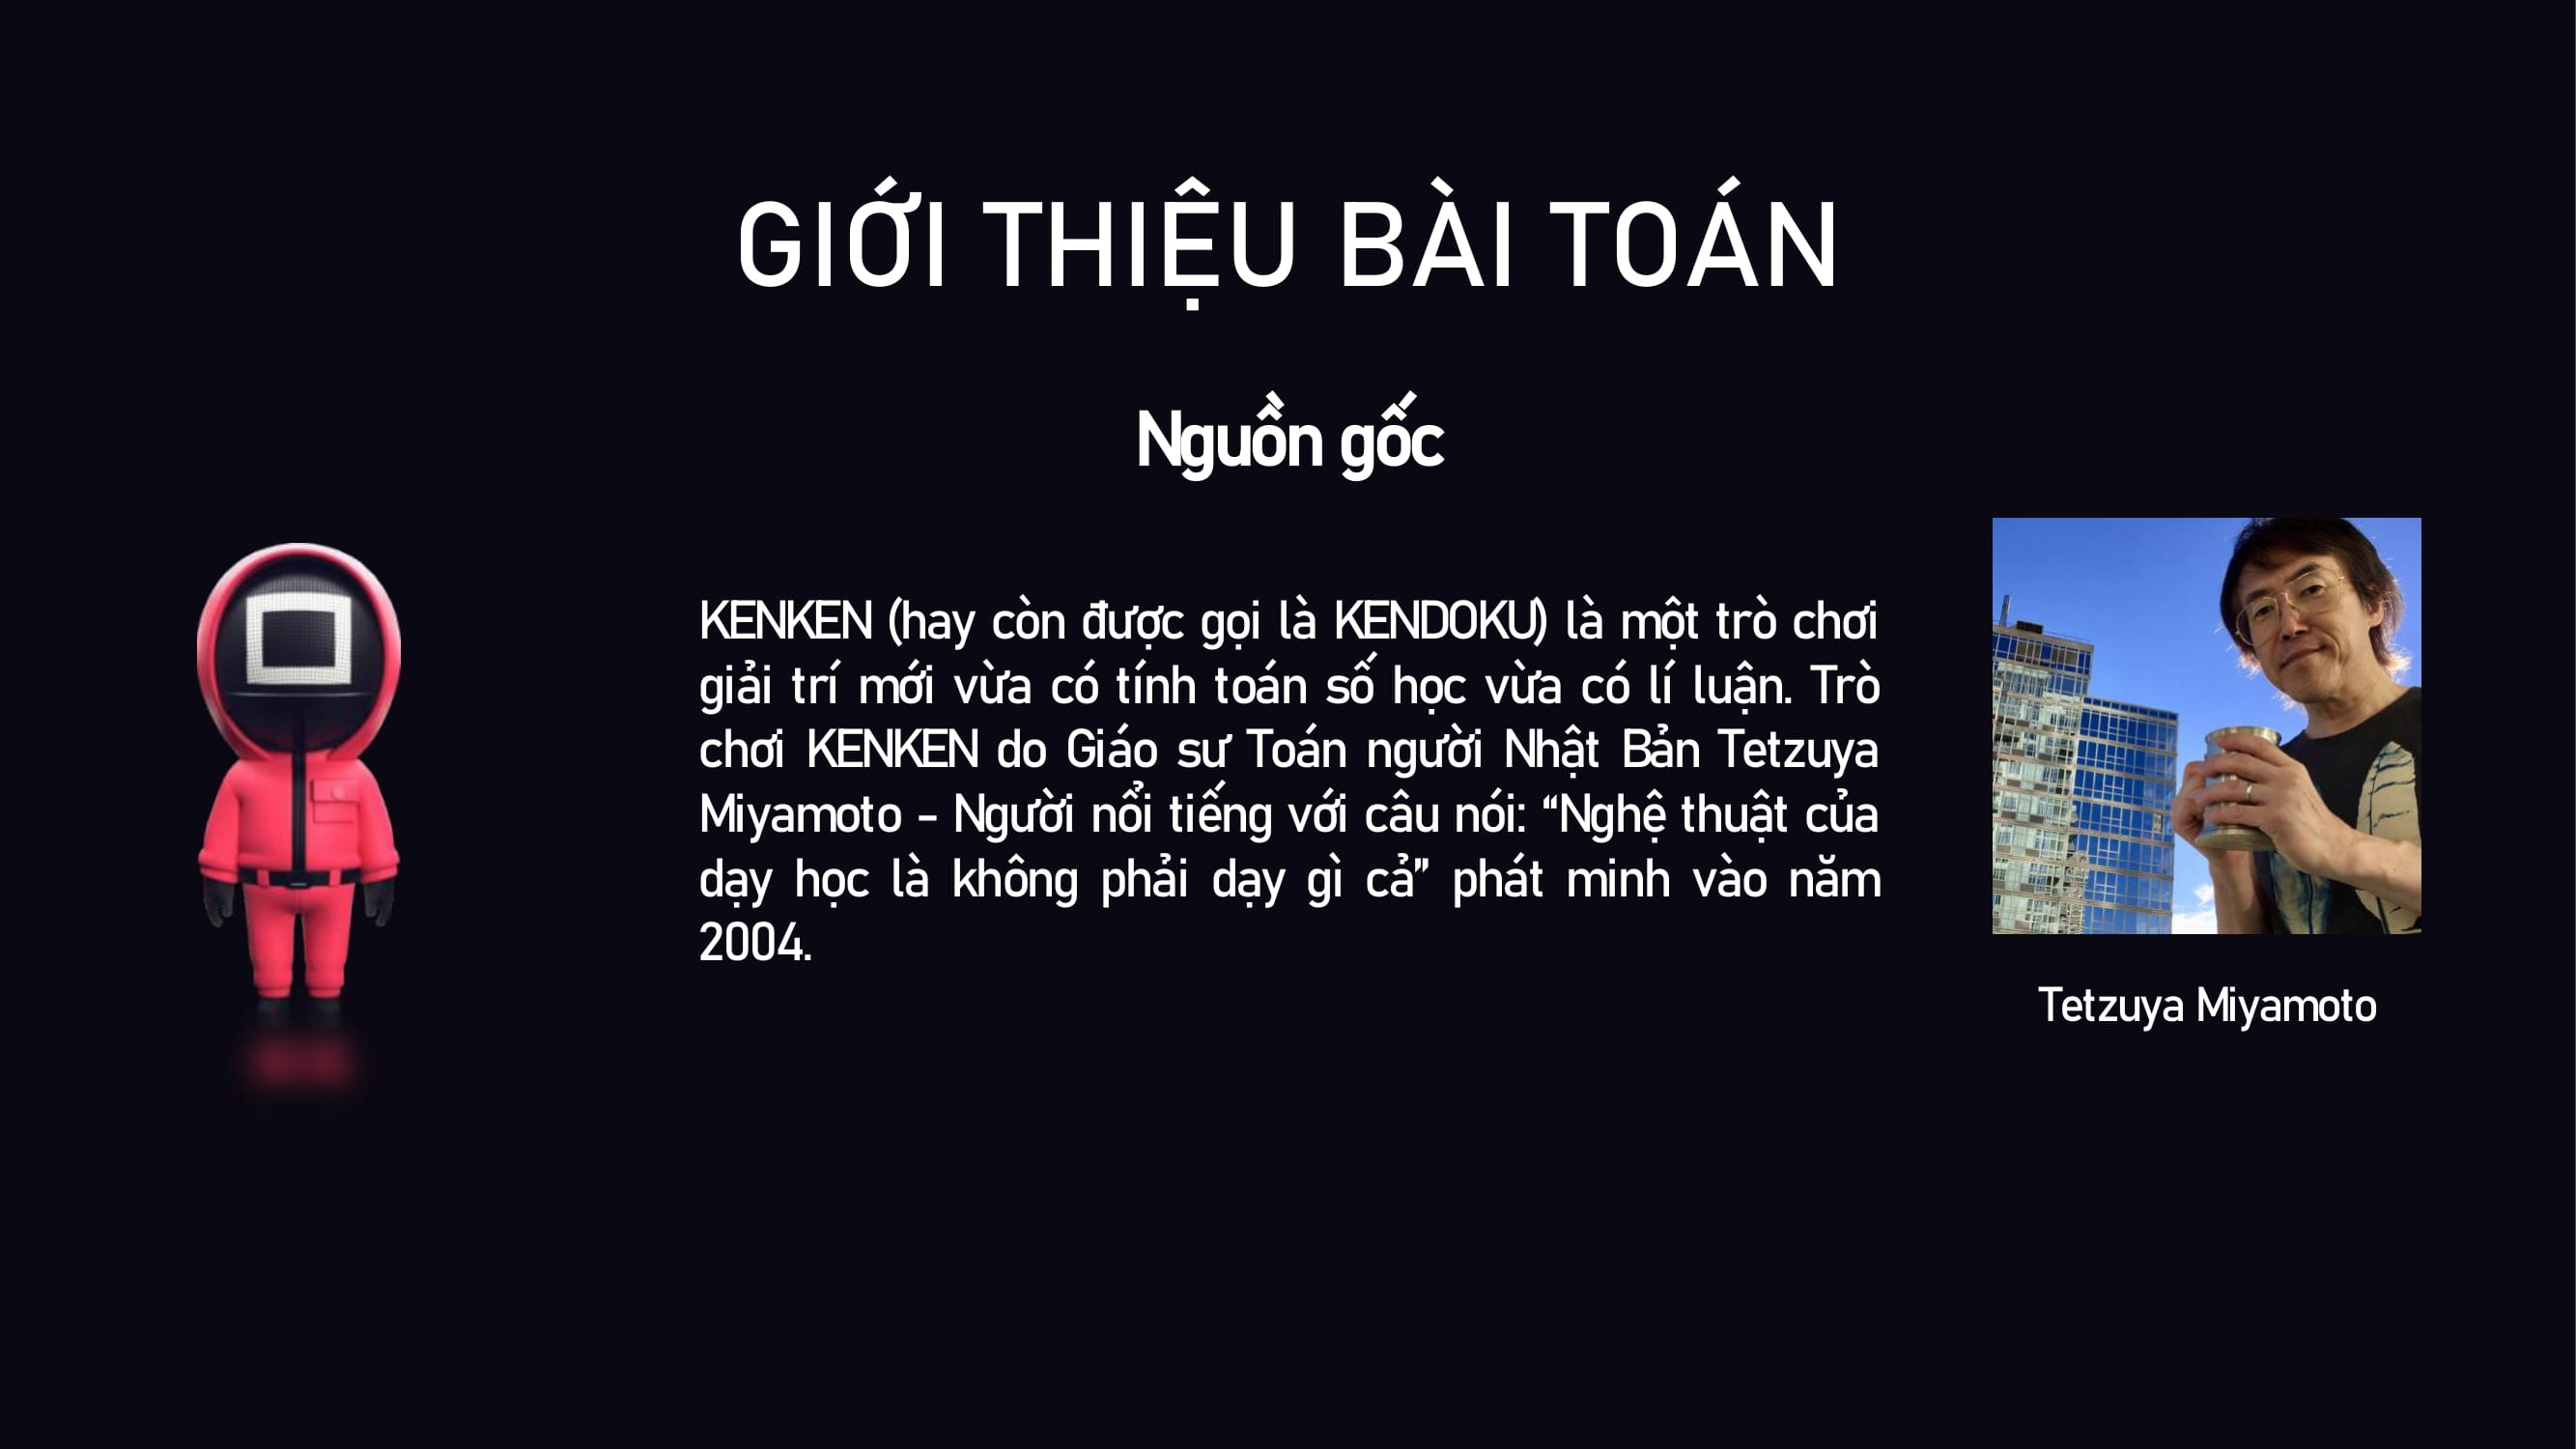 GIỚI THIỆU BÀI TOÁN
Nguồn gốc
KENKEN (hay còn được gọi là KENDOKU) là một trò chơi
giải trí mới vừa có tính toán số học vừa có lí luận. Trò
chơi KENKEN do Giáo sư Toán người Nhật Bản Tetzuya
Miyamoto - Người nổi tiếng với câu nói: “Nghệ thuật của
dạy học là không phải dạy gì cả” phát minh vào năm
2004.
Tetzuya Miyamoto